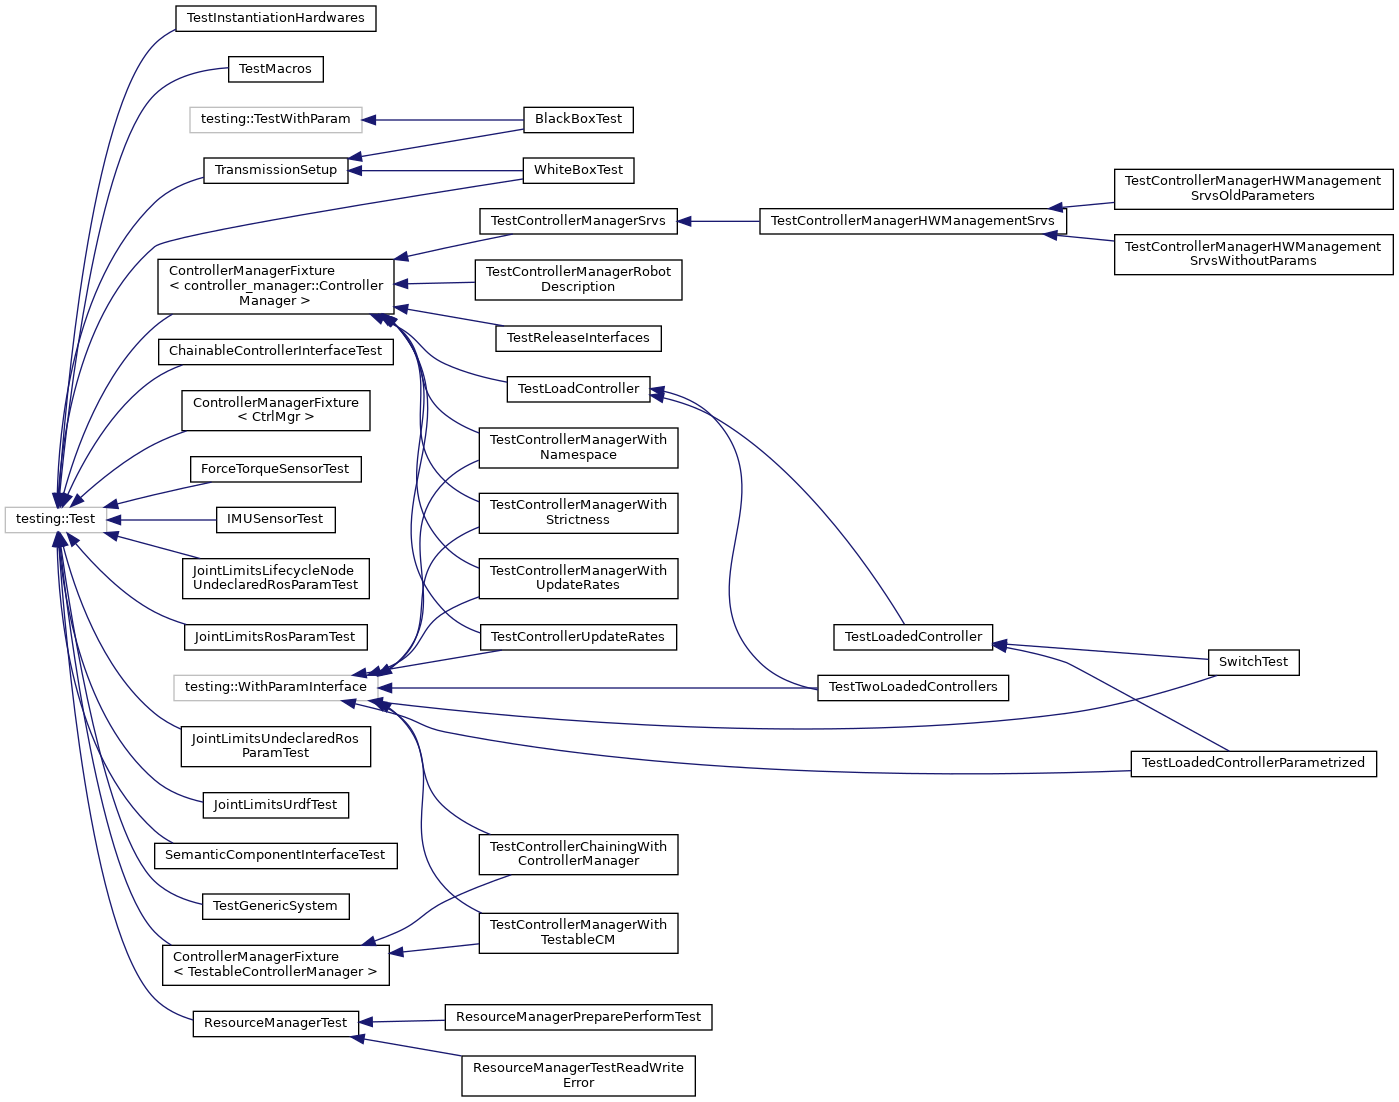 TestInstantiationHardwares
TestMacros
testing::TestWithParam
BlackBoxTest
TransmissionSetup
WhiteBoxTest
TestControllerManagerHWManagement
SrvsOldParameters
TestControllerManagerSrvs
TestControllerManagerHWManagementSrvs
TestControllerManagerHWManagement
SrvsWithoutParams
ControllerManagerFixture
< controller_manager::Controller
Manager >
TestControllerManagerRobot
Description
TestReleaseInterfaces
ChainableControllerInterfaceTest
TestLoadController
ControllerManagerFixture
< CtrlMgr >
TestControllerManagerWith
Namespace
ForceTorqueSensorTest
TestControllerManagerWith
Strictness
testing::Test
IMUSensorTest
JointLimitsLifecycleNode
UndeclaredRosParamTest
TestControllerManagerWith
UpdateRates
JointLimitsRosParamTest
TestControllerUpdateRates
TestLoadedController
SwitchTest
testing::WithParamInterface
TestTwoLoadedControllers
JointLimitsUndeclaredRos
ParamTest
TestLoadedControllerParametrized
JointLimitsUrdfTest
SemanticComponentInterfaceTest
TestControllerChainingWith
ControllerManager
TestGenericSystem
TestControllerManagerWith
TestableCM
ControllerManagerFixture
< TestableControllerManager >
ResourceManagerTest
ResourceManagerPreparePerformTest
ResourceManagerTestReadWrite
Error